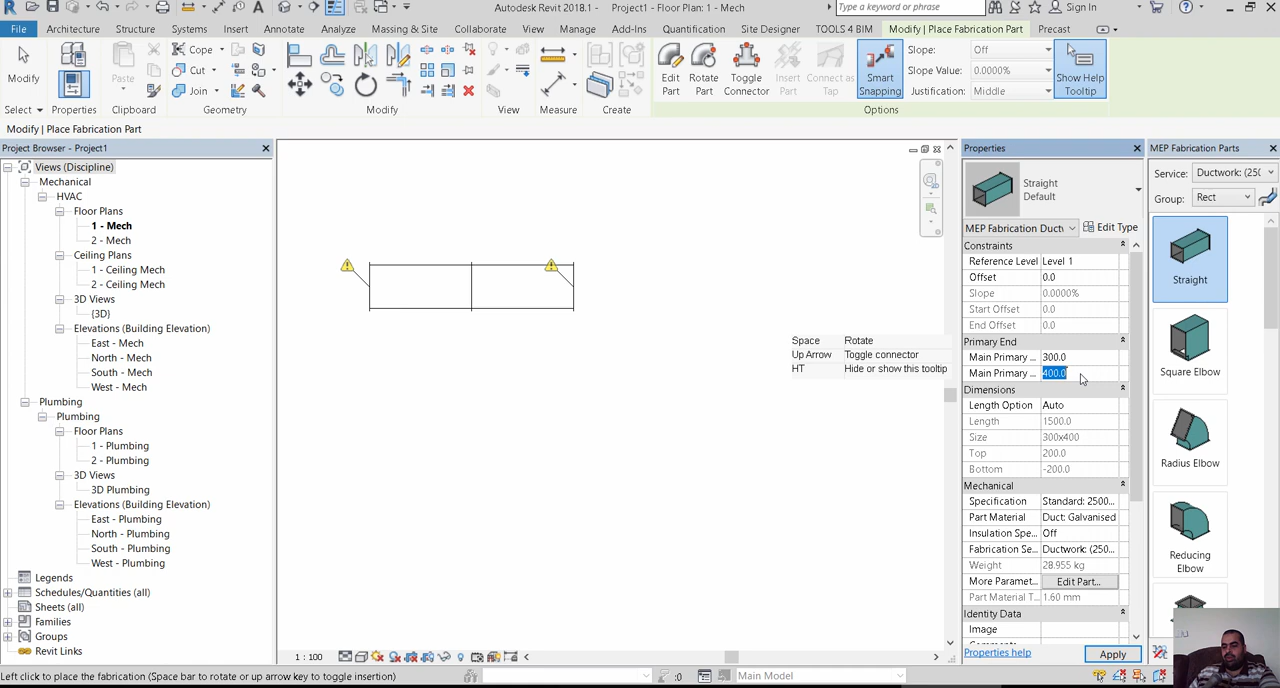 Autodesk Revit 2018.1 - Project1 - Floor Plan: 1 - Mech
Type a keyword or phrase
Sign In
File Architecture Structure Systems Insert Annotate Analyze Massing & Site Collaborate View Manage Add-Ins Quantification Site Designer TOOLS 4 BIM Modify | Place Fabrication Part Precast
Modify
Paste
Cope
Cut
Join
Edit Part
Rotate Part
Toggle Connector
Insert Part
Connect as Tap
Smart Snapping
Slope: Off
Slope Value: 0.0000%
Justification: Middle
Show Help Tooltip
Select Properties Clipboard Geometry Modify View Measure Create Options
Modify | Place Fabrication Part
Project Browser - Project1
Views (Discipline)
Mechanical
HVAC
Floor Plans
1 - Mech
2 - Mech
Ceiling Plans
1 - Ceiling Mech
2 - Ceiling Mech
3D Views
{3D}
Elevations (Building Elevation)
East - Mech
North - Mech
South - Mech
West - Mech
Plumbing
Plumbing
Floor Plans
1 - Plumbing
2 - Plumbing
3D Views
3D Plumbing
Elevations (Building Elevation)
East - Plumbing
North - Plumbing
South - Plumbing
West - Plumbing
Legends
Schedules/Quantities (all)
Sheets (all)
Families
Groups
Revit Links
Space Rotate
Up Arrow Toggle connector
HT Hide or show this tooltip
1 : 100
Properties
Straight
Default
MEP Fabrication Duct
Edit Type
Constraints
Reference Level Level 1
Offset 0.0
Slope 0.0000%
Start Offset 0.0
End Offset 0.0
Primary End
Main Primary ... 300.0
Main Primary ... 400.0
Dimensions
Length Option Auto
Length 1500.0
Size 300x400
Top 200.0
Bottom -200.0
Mechanical
Specification Standard: 2500...
Part Material Duct: Galvanised
Insulation Spe... Off
Fabrication Se... Ductwork: (250...
Weight 28.955 kg
More Paramet... Edit Part...
Part Material T... 1.60 mm
Identity Data
Image
Properties help
Apply
MEP Fabrication Parts
Service: Ductwork: (25(
Group: Rect
Straight
Square Elbow
Radius Elbow
Reducing Elbow
Left click to place the fabrication (Space bar to rotate or up arrow key to toggle insertion)
:0
Main Model